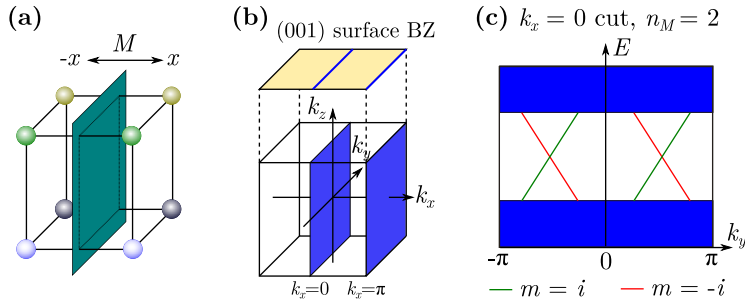 (a)
-x M x
(b)
(001) surface BZ
k_z
k_y
k_x
k_x=0 k_x=π
(c) k_x = 0 cut, n_M = 2
E
-π 0 π
k_y
m = i m = -i